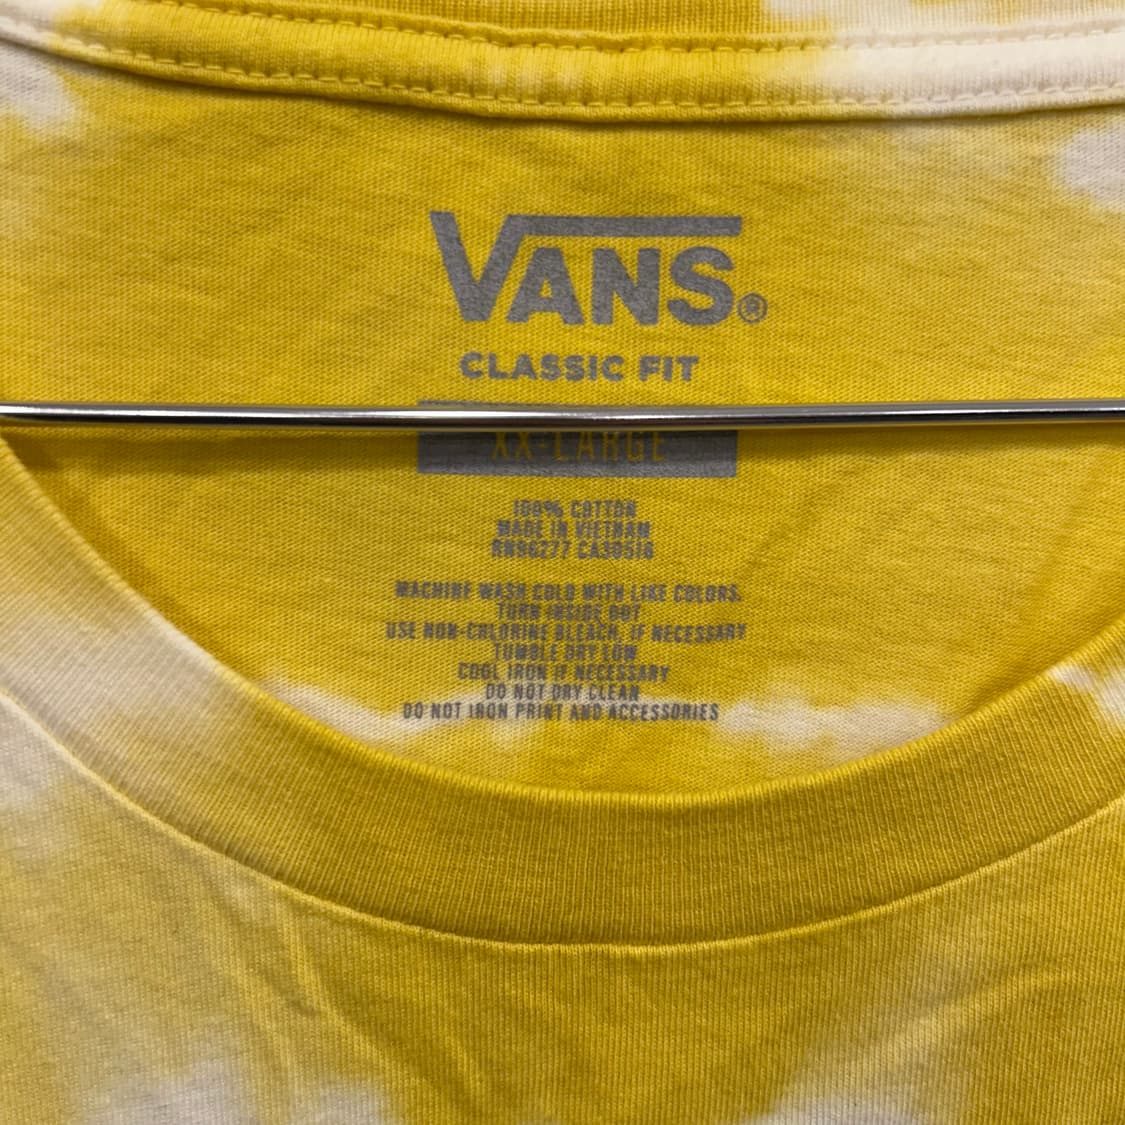 VANS®
CLASSIC FIT
XX-LARGE
100% COTTON
MADE IN VIETNAM
RN96277 CA30516
MACHINE WASH COLD WITH LIKE COLORS.
TURN INSIDE OUT
USE NON-CHLORINE BLEACH, IF NECESSARY
TUMBLE DRY LOW
COOL IRON IF NECESSARY
DO NOT DRY CLEAN
DO NOT IRON PRINT AND ACCESSORIES